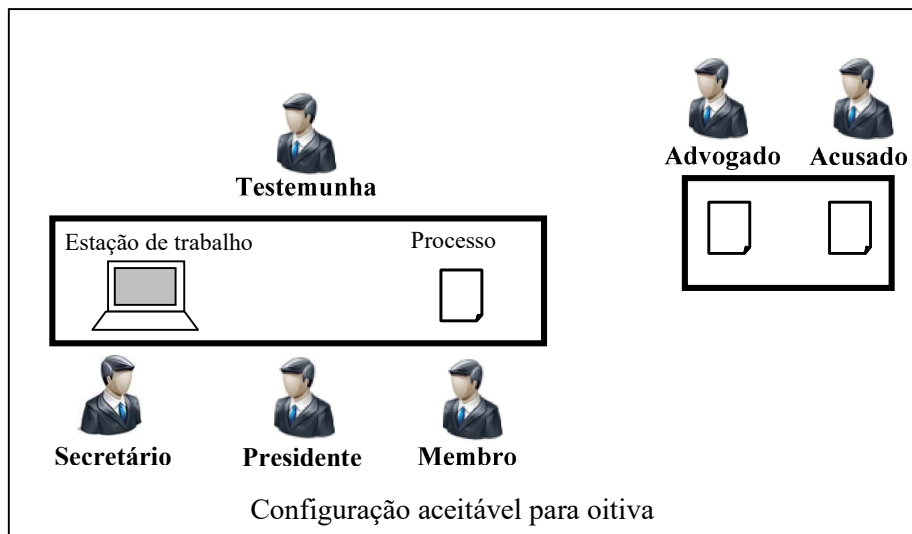 Advogado Acusado
Testemunha
Estação de trabalho Processo
Secretário Presidente Membro
Configuração aceitável para oitiva